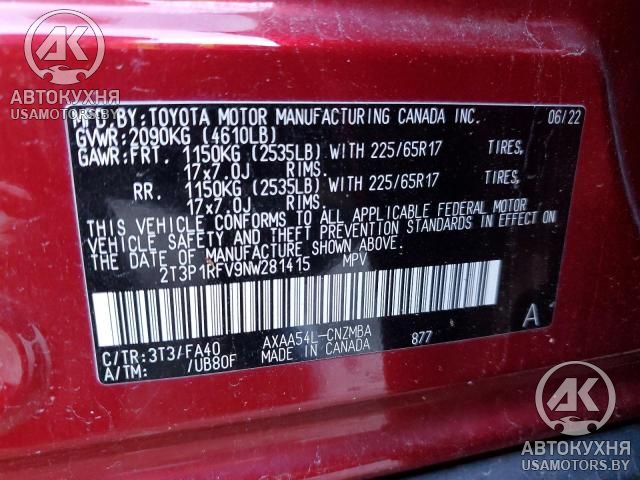 АК
АВТОКУХНЯ
USAMOTORS.BY
MFD. BY: TOYOTA MOTOR MANUFACTURING CANADA INC. 06/22
GVWR: 2090KG (4610LB)
GAWR: FRT. 1150KG (2535LB) WITH 225/65R17 TIRES,
17x7.0J RIMS.
RR. 1150KG (2535LB) WITH 225/65R17 TIRES,
17x7.0J RIMS.
THIS VEHICLE CONFORMS TO ALL APPLICABLE FEDERAL MOTOR
VEHICLE SAFETY AND THEFT PREVENTION STANDARDS IN EFFECT ON
THE DATE OF MANUFACTURE SHOWN ABOVE.
2T3P1RFV9NW281415 MPV
A
C/TR:3T3/FA40 AXAA54L-CNZMBA 877
A/TM: /UB80F MADE IN CANADA
АК
АВТОКУХНЯ
USAMOTORS.BY